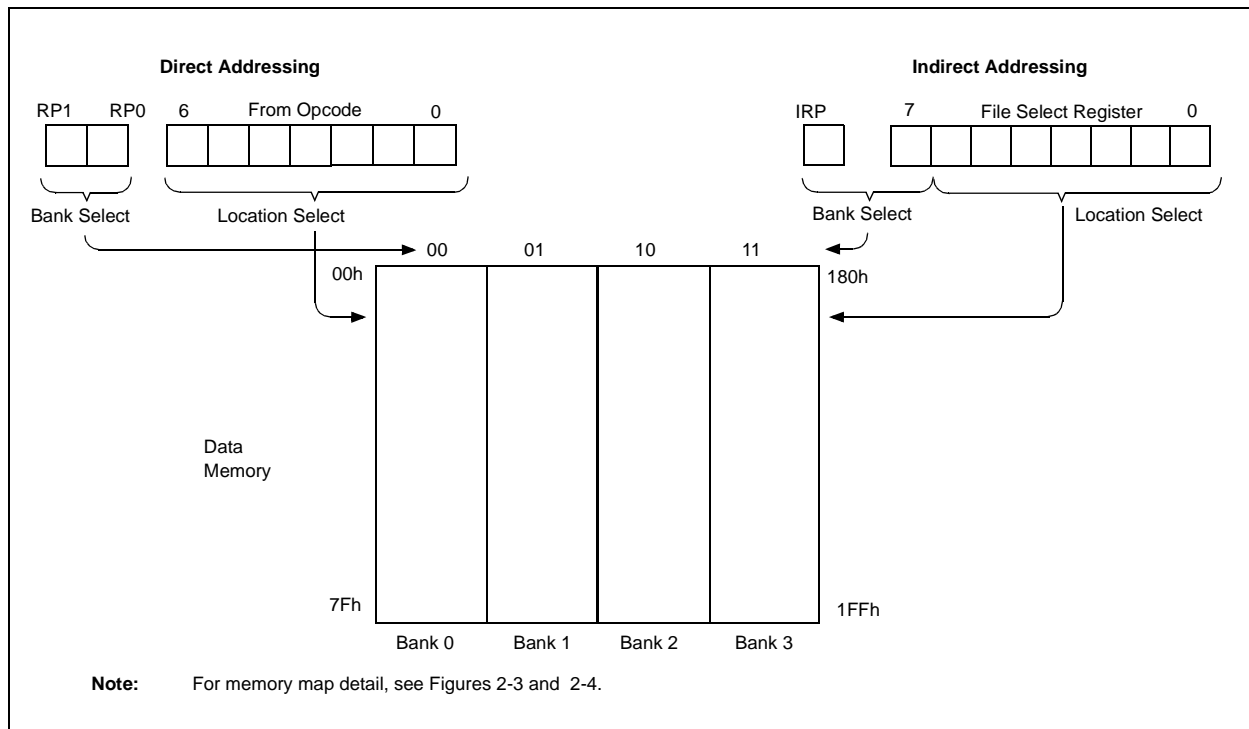 Direct Addressing Indirect Addressing
RP1 RP0 6 From Opcode 0 IRP 7 File Select Register 0
Bank Select Location Select Bank Select Location Select
00 01 10 11
00h 180h
Data
Memory
7Fh 1FFh
Bank 0 Bank 1 Bank 2 Bank 3
Note: For memory map detail, see Figures 2-3 and 2-4.